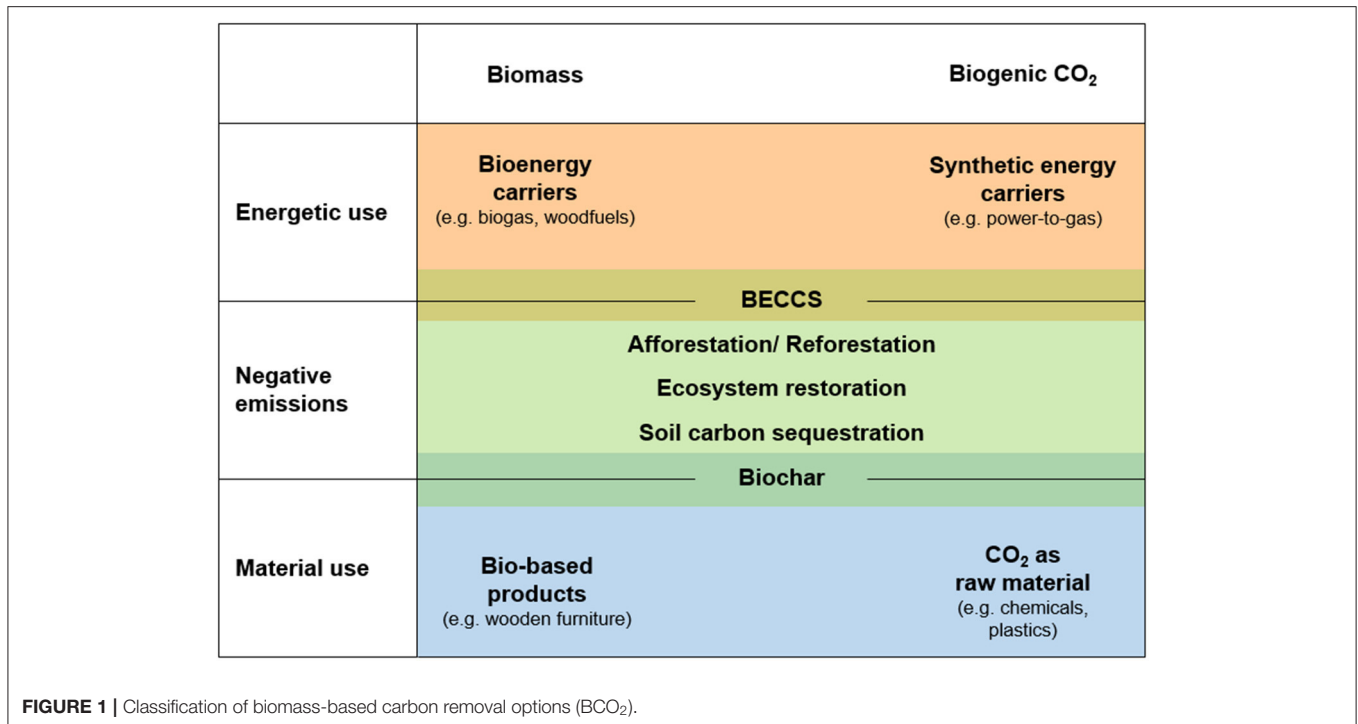 Biomass
Biogenic CO₂
Energetic use
Bioenergy
carriers
(e.g. biogas, woodfuels)
Synthetic energy
carriers
(e.g. power-to-gas)
BECCS
Negative
emissions
Afforestation/ Reforestation
Ecosystem restoration
Soil carbon sequestration
Biochar
Material use
Bio-based
products
(e.g. wooden furniture)
CO₂ as
raw material
(e.g. chemicals,
plastics)
FIGURE 1 | Classification of biomass-based carbon removal options (BCO₂).